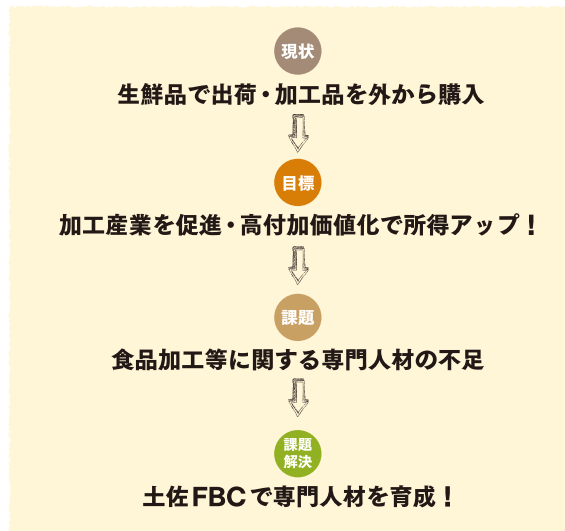 現状
生鮮品で出荷・加工品を外から購入
目標
加工産業を促進・高付加価値化で所得アップ！
課題
食品加工等に関する専門人材の不足
課題
解決
土佐FBCで専門人材を育成！